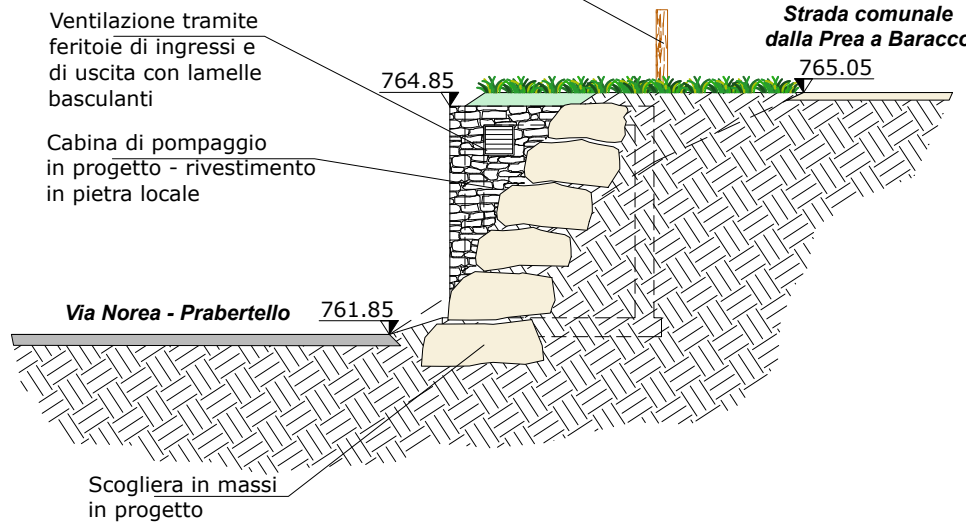 Ventilazione tramite
feritoie di ingressi e
di uscita con lamelle
basculanti
Strada comunale
dalla Prea a Baracco
764.85
765.05
Cabina di pompaggio
in progetto - rivestimento
in pietra locale
Via Norea - Prabertello
761.85
Scogliera in massi
in progetto